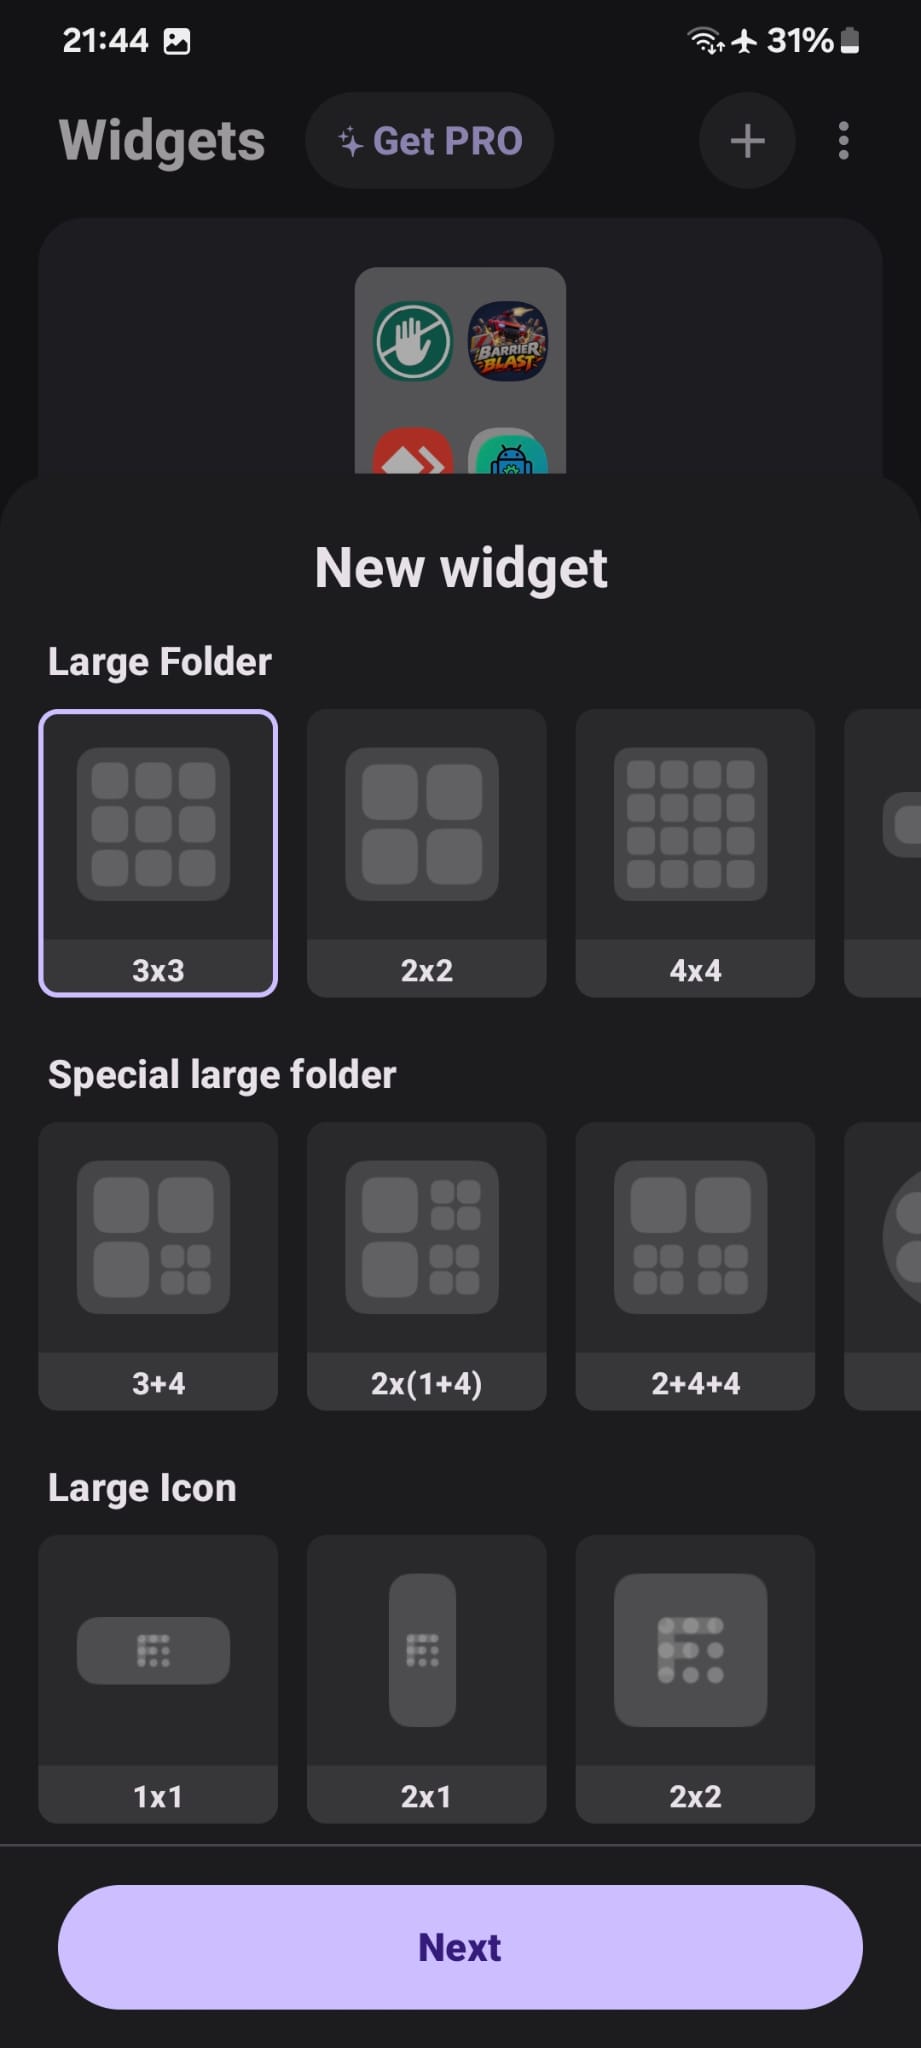 21:44 31%
Widgets Get PRO
BARRIER
BLAST
New widget
Large Folder
3x3 2x2 4x4
Special large folder
3+4 2x(1+4) 2+4+4
Large Icon
1x1 2x1 2x2
Next